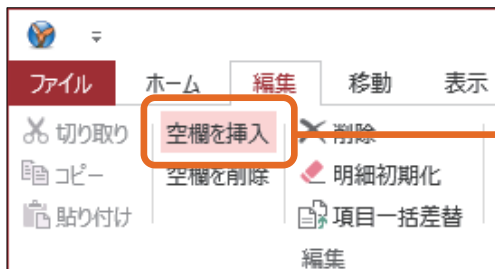 ファイル ホーム 編集 移動 表示
切り取り 空欄を挿入 削除
コピー 空欄を削除 明細初期化
貼り付け 項目一括差替
編集